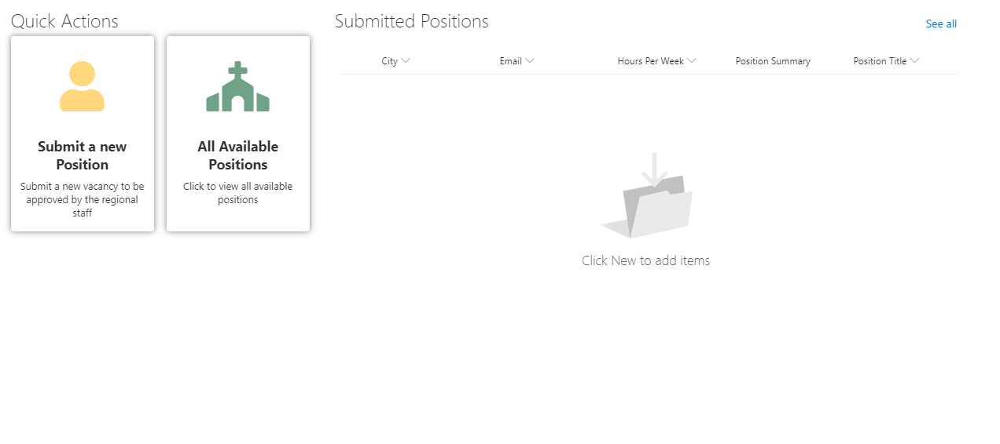 Quick Actions
Submit a new
Position
Submit a new vacancy to be
approved by the regional
staff
All Available
Positions
Click to view all available
positions
Submitted Positions
See all
City
Email
Hours Per Week
Position Summary
Position Title
Click New to add items